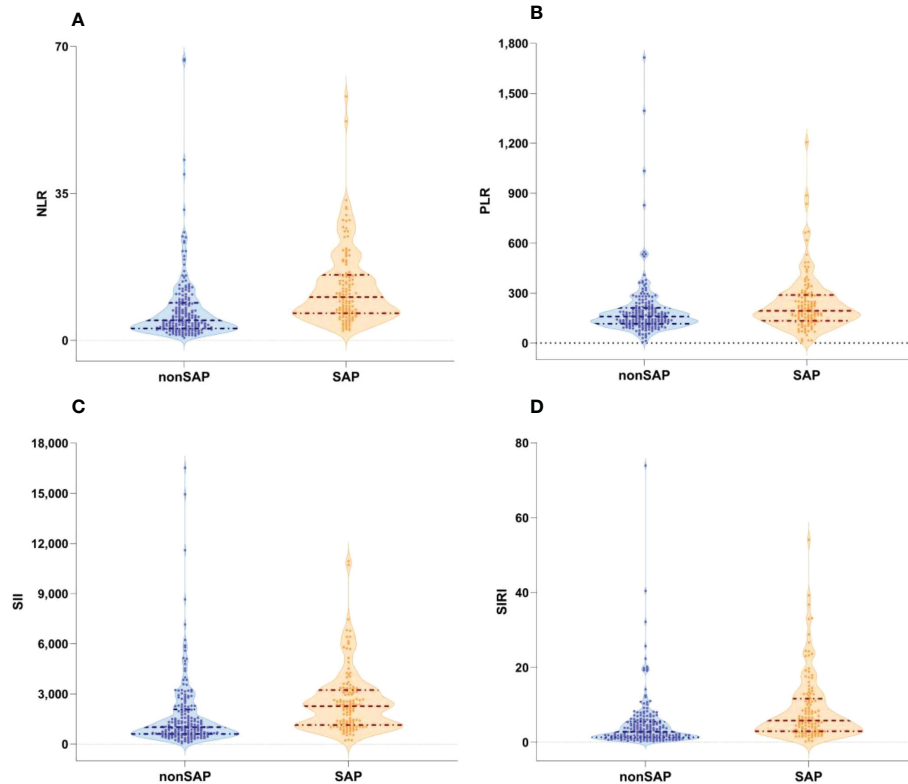 A
70
35
0
NLR
nonSAP
SAP
B
1,800
1,500
1,200
900
600
300
0
PLR
nonSAP
SAP
C
18,000
15,000
12,000
9,000
6,000
3,000
0
SII
nonSAP
SAP
D
80
60
40
20
0
SIRI
nonSAP
SAP